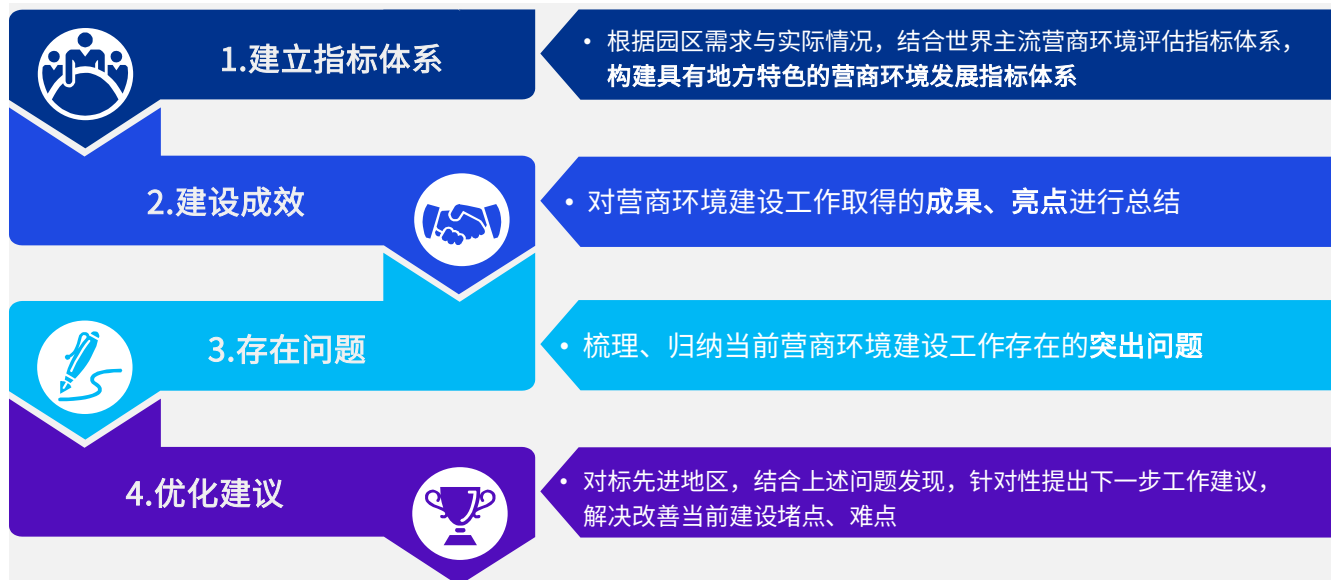 1.建立指标体系
• 根据园区需求与实际情况，结合世界主流营商环境评估指标体系，
构建具有地方特色的营商环境发展指标体系
2.建设成效
• 对营商环境建设工作取得的成果、亮点进行总结
3.存在问题
• 梳理、归纳当前营商环境建设工作存在的突出问题
4.优化建议
• 对标先进地区，结合上述问题发现，针对性提出下一步工作建议，
解决改善当前建设堵点、难点